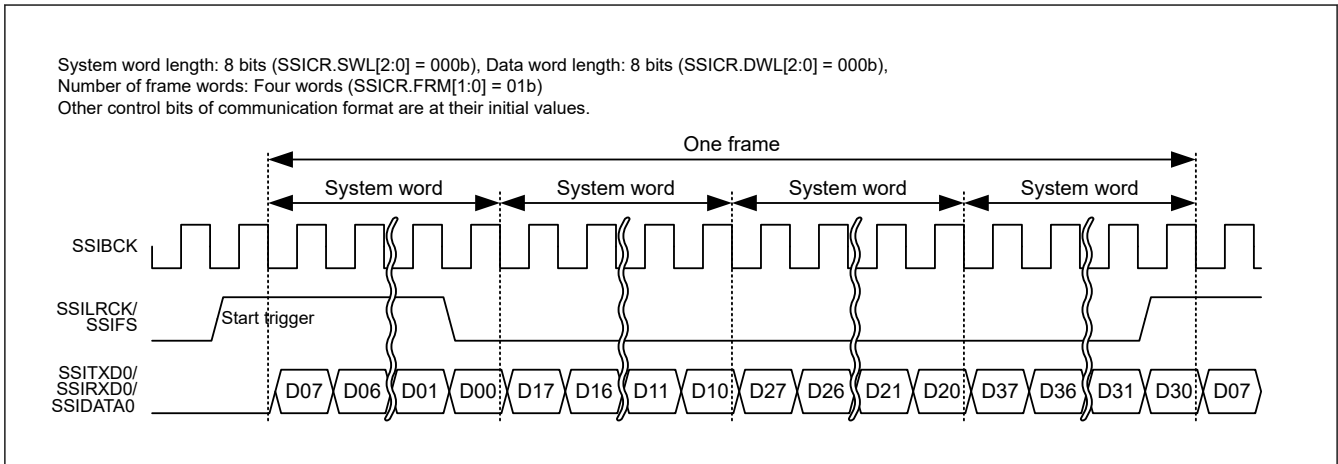 System word length: 8 bits (SSICR.SWL[2:0] = 000b), Data word length: 8 bits (SSICR.DWL[2:0] = 000b),
Number of frame words: Four words (SSICR.FRM[1:0] = 01b)
Other control bits of communication format are at their initial values.
One frame
System word System word System word System word
SSIBCK
SSILRCK/
SSIFS
Start trigger
SSITXD0/
SSIRXD0/
SSIDATA0
D07 D06 D01 D00 D17 D16 D11 D10 D27 D26 D21 D20 D37 D36 D31 D30 D07